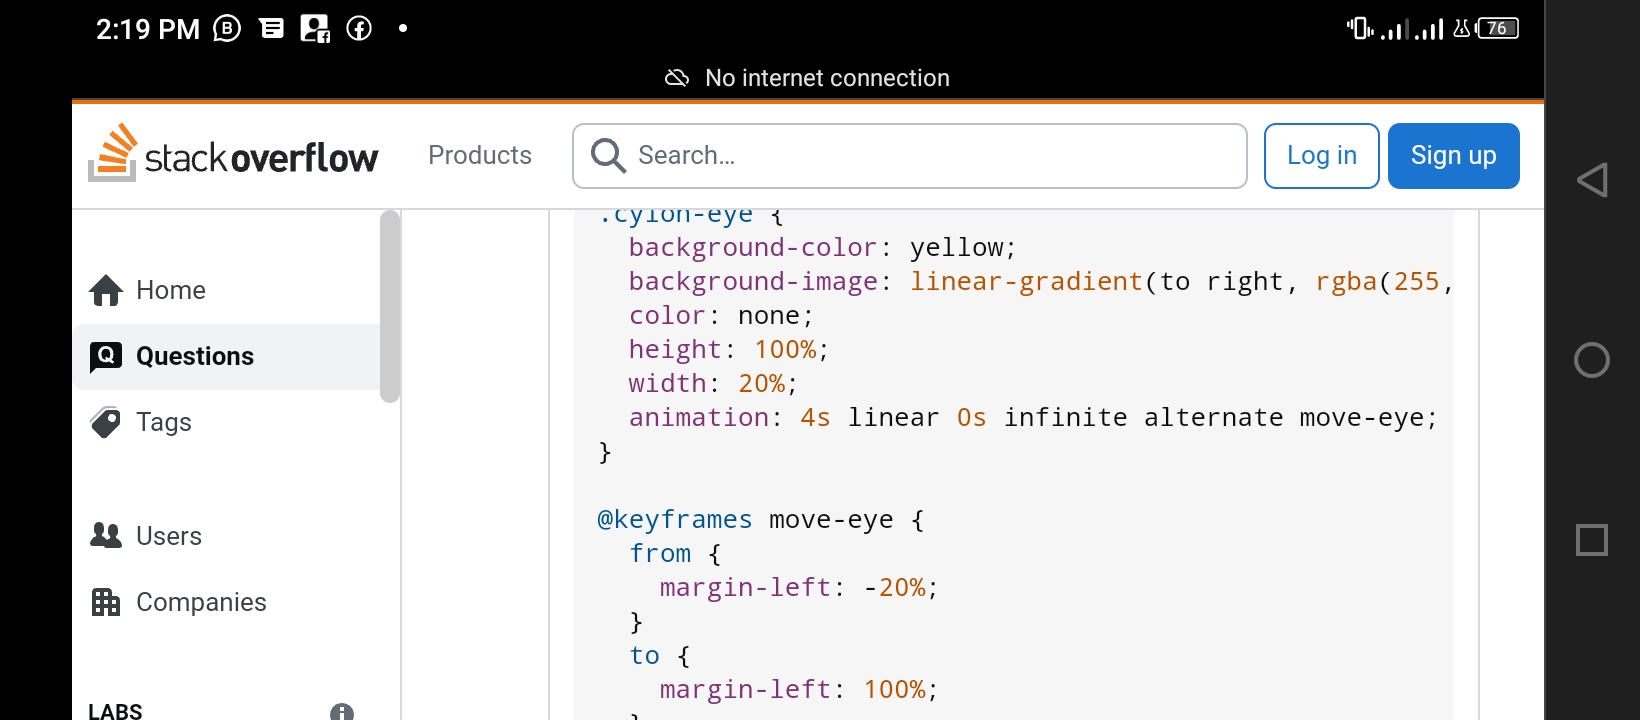 2:19 PM
76
No internet connection
stackoverflow
Products
Search…
Log in
Sign up
Home
Questions
Tags
Users
Companies
LABS
.cylon-eye {
  background-color: yellow;
  background-image: linear-gradient(to right, rgba(255,
  color: none;
  height: 100%;
  width: 20%;
  animation: 4s linear 0s infinite alternate move-eye;
}
@keyframes move-eye {
  from {
    margin-left: -20%;
  }
  to {
    margin-left: 100%;
  }